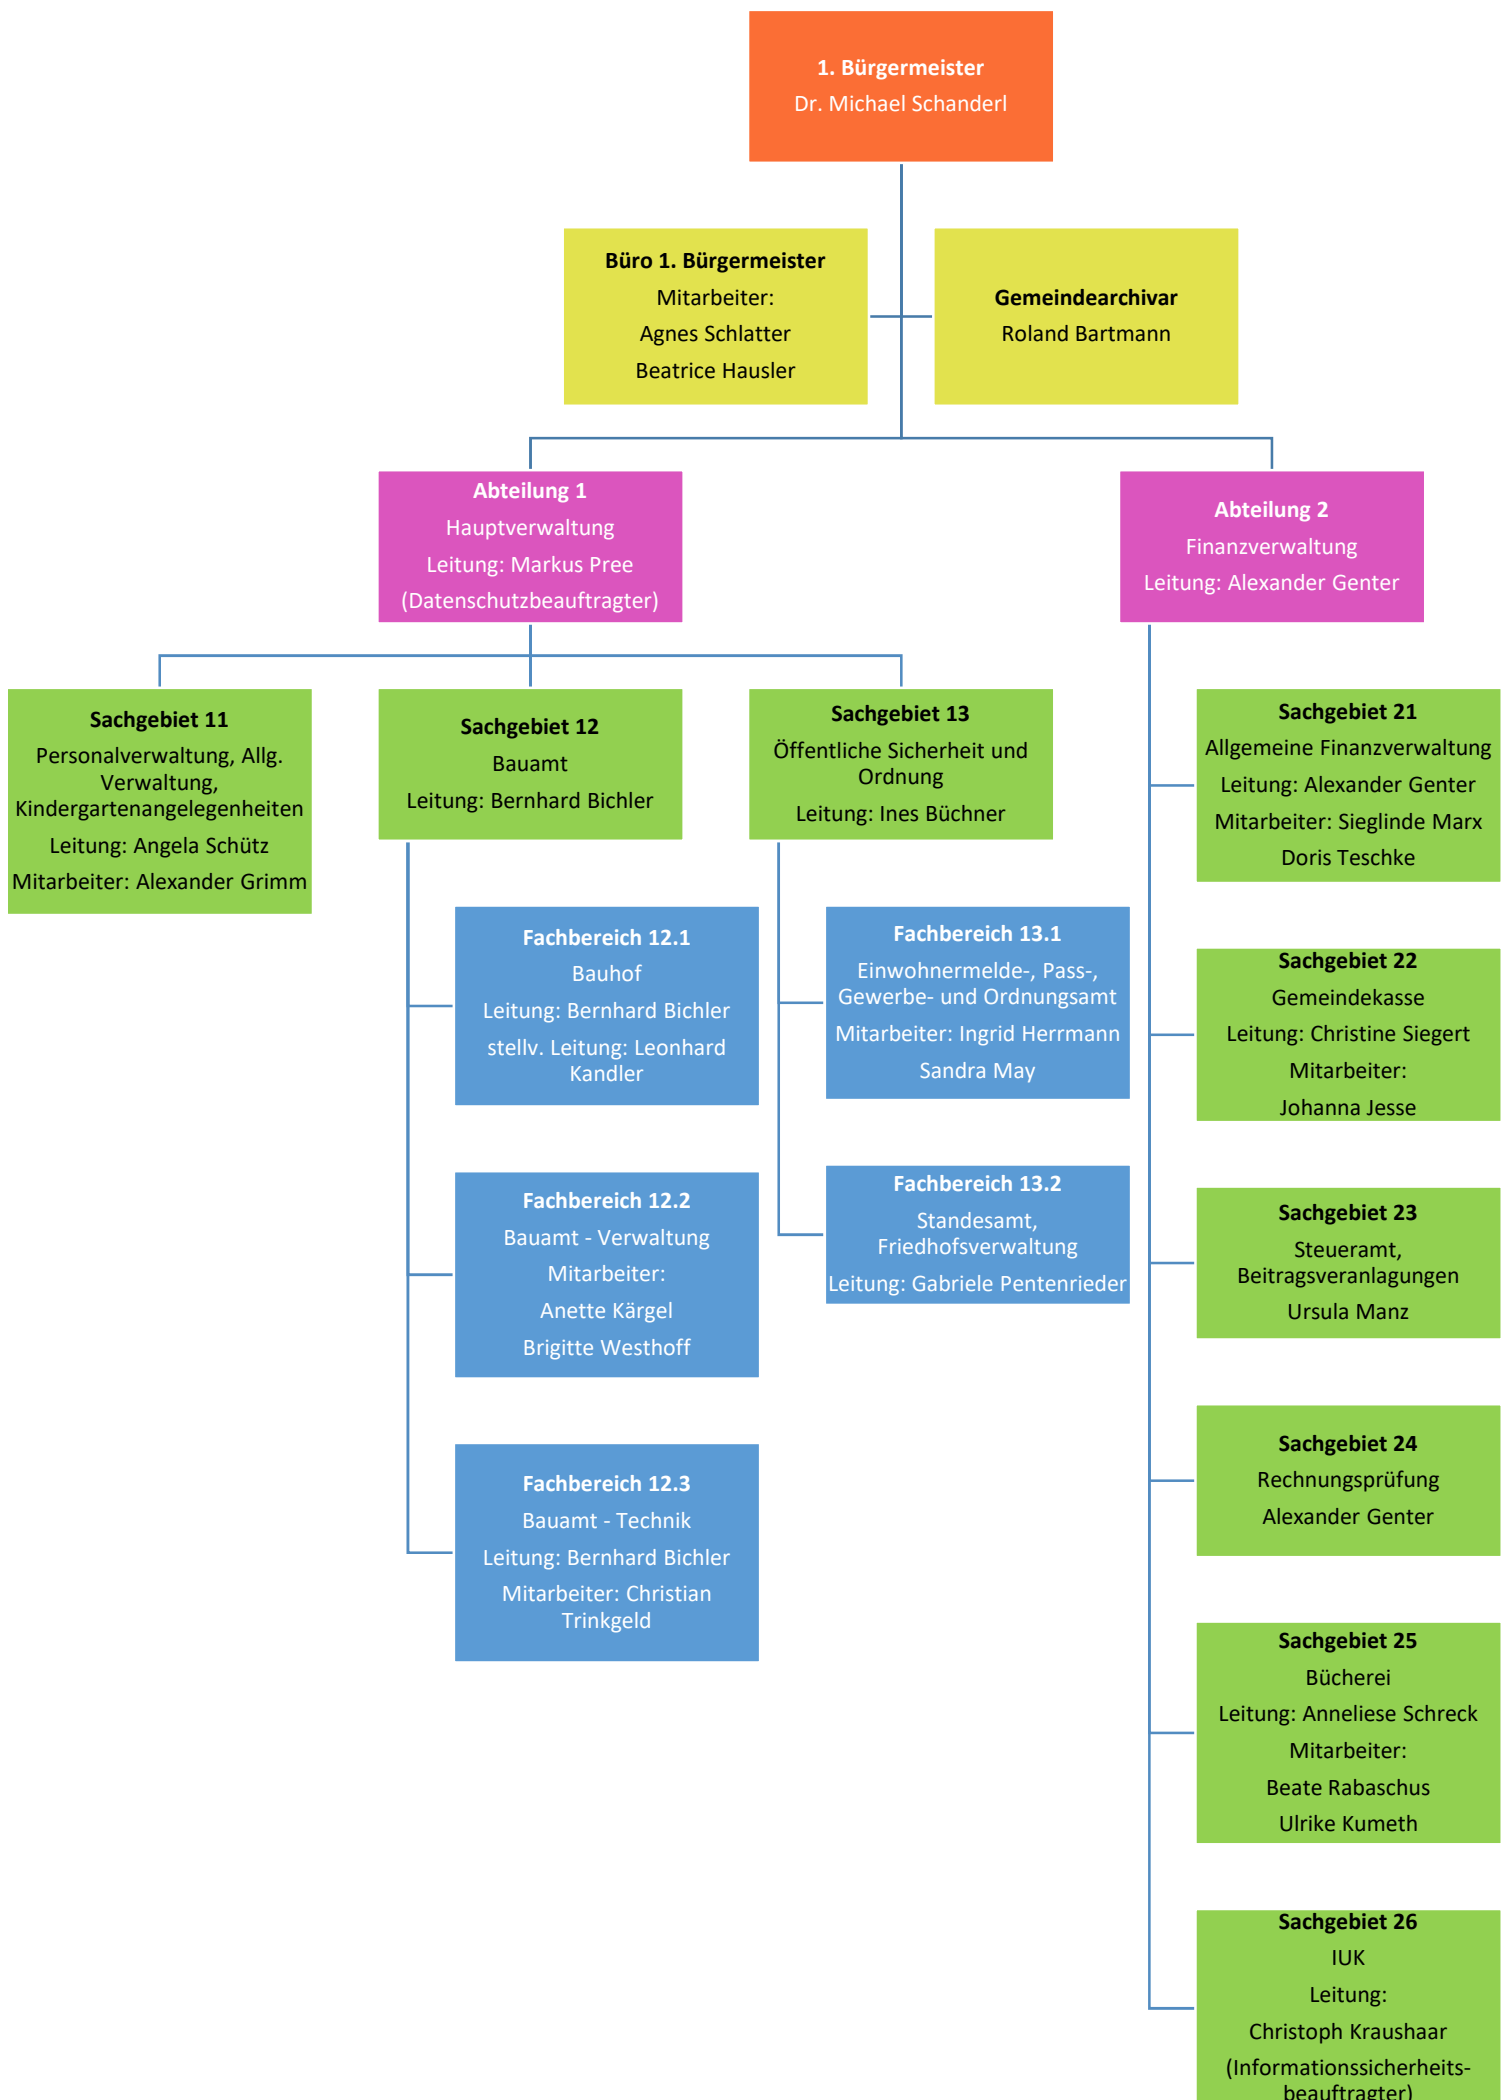 1. Bürgermeister
Dr. Michael Schanderl
Büro 1. Bürgermeister
Mitarbeiter:
Agnes Schlatter
Beatrice Hausler
Gemeindearchivar
Roland Bartmann
Abteilung 1
Hauptverwaltung
Leitung: Markus Pree
(Datenschutzbeauftragter)
Abteilung 2
Finanzverwaltung
Leitung: Alexander Genter
Sachgebiet 11
Personalverwaltung, Allg.
Verwaltung,
Kindergartenangelegenheiten
Leitung: Angela Schütz
Mitarbeiter: Alexander Grimm
Sachgebiet 12
Bauamt
Leitung: Bernhard Bichler
Fachbereich 12.1
Bauhof
Leitung: Bernhard Bichler
stellv. Leitung: Leonhard
Kandler
Fachbereich 12.2
Bauamt - Verwaltung
Mitarbeiter:
Anette Kärgel
Brigitte Westhoff
Fachbereich 12.3
Bauamt - Technik
Leitung: Bernhard Bichler
Mitarbeiter: Christian
Trinkgeld
Sachgebiet 13
Öffentliche Sicherheit und
Ordnung
Leitung: Ines Büchner
Fachbereich 13.1
Einwohnermelde-, Pass-,
Gewerbe- und Ordnungsamt
Mitarbeiter: Ingrid Herrmann
Sandra May
Fachbereich 13.2
Standesamt,
Friedhofsverwaltung
Leitung: Gabriele Pentenrieder
Sachgebiet 21
Allgemeine Finanzverwaltung
Leitung: Alexander Genter
Mitarbeiter: Sieglinde Marx
Doris Teschke
Sachgebiet 22
Gemeindekasse
Leitung: Christine Siegert
Mitarbeiter:
Johanna Jesse
Sachgebiet 23
Steueramt,
Beitragsveranlagungen
Ursula Manz
Sachgebiet 24
Rechnungsprüfung
Alexander Genter
Sachgebiet 25
Bücherei
Leitung: Anneliese Schreck
Mitarbeiter:
Beate Rabaschus
Ulrike Kumeth
Sachgebiet 26
IUK
Leitung:
Christoph Kraushaar
(Informationssicherheits-
beauftragter)